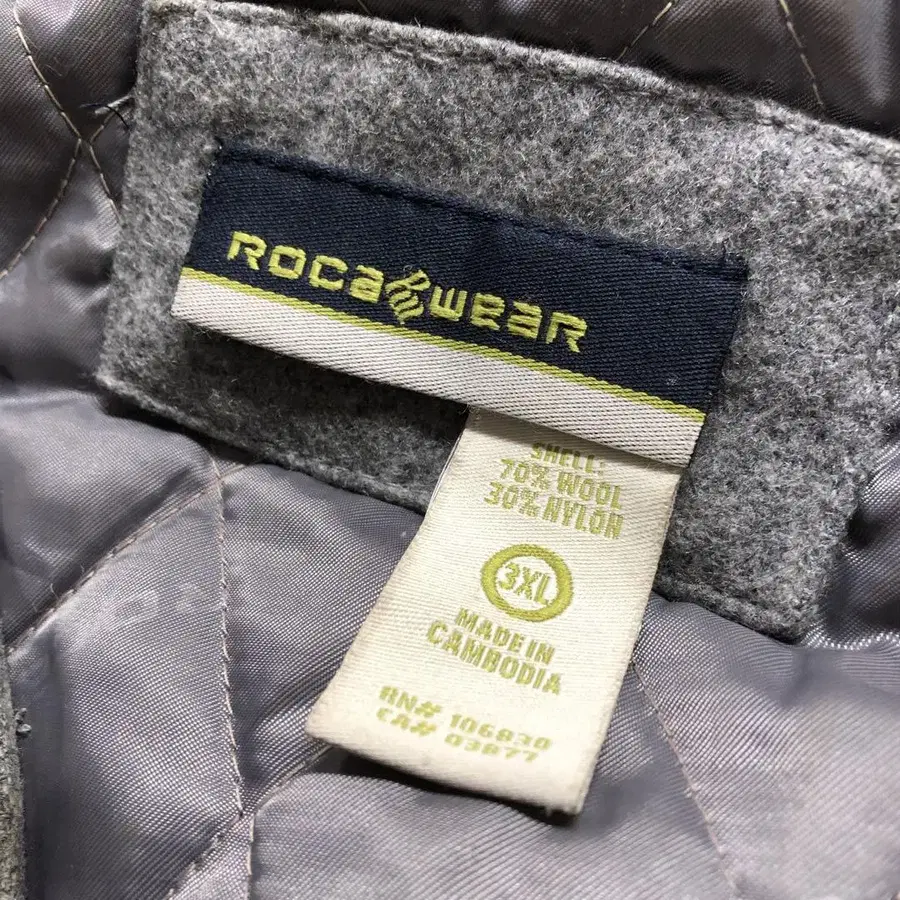 ROCAWEAR
SHELL:
70% WOOL
30% NYLON
3XL
MADE IN
CAMBODIA
RN# 106830
CA# 03877